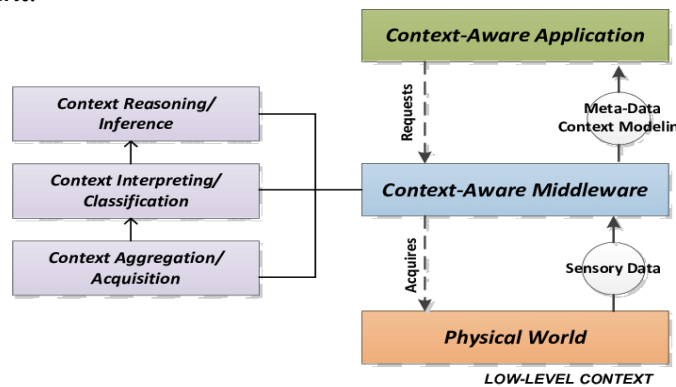 Context-Aware Application
Context Reasoning/
Inference
Requests
Meta-Data
Context Modelin
Context Interpreting/
Classification
Context-Aware Middleware
Context Aggregation/
Acquisition
Acquires
Sensory Data
Physical World
LOW-LEVEL CONTEXT